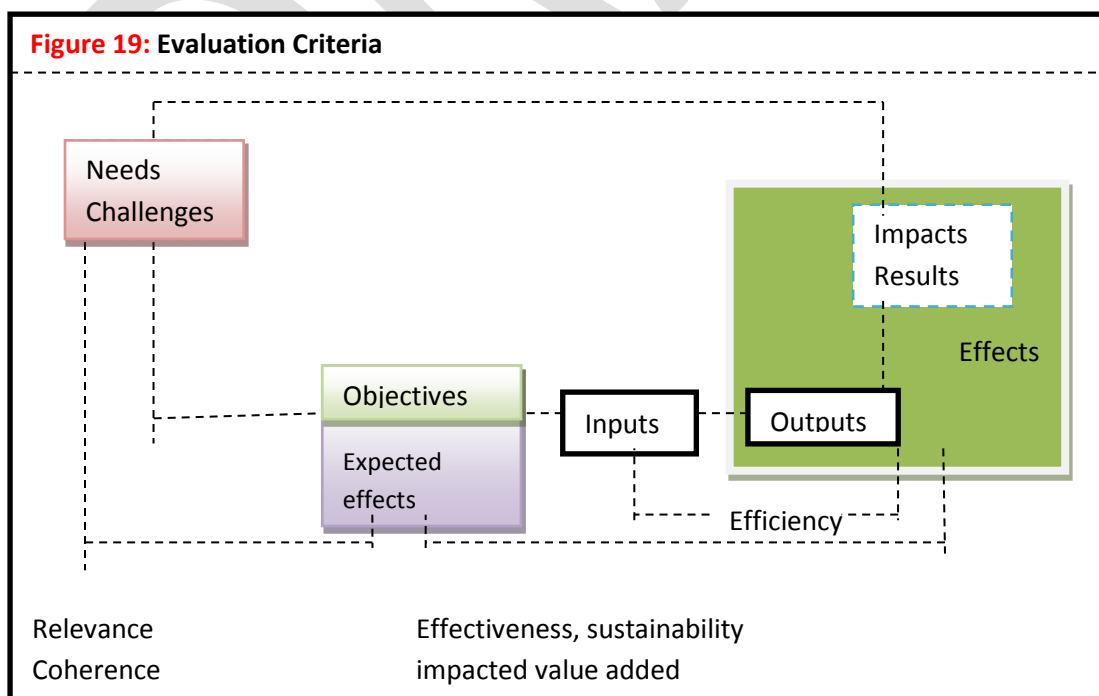 Figure 19: Evaluation Criteria
Needs
Challenges
Impacts
Results
Effects
Objectives
Expected
effects
Inputs
Outputs
Efficiency
Relevance
Coherence
Effectiveness, sustainability
impacted value added